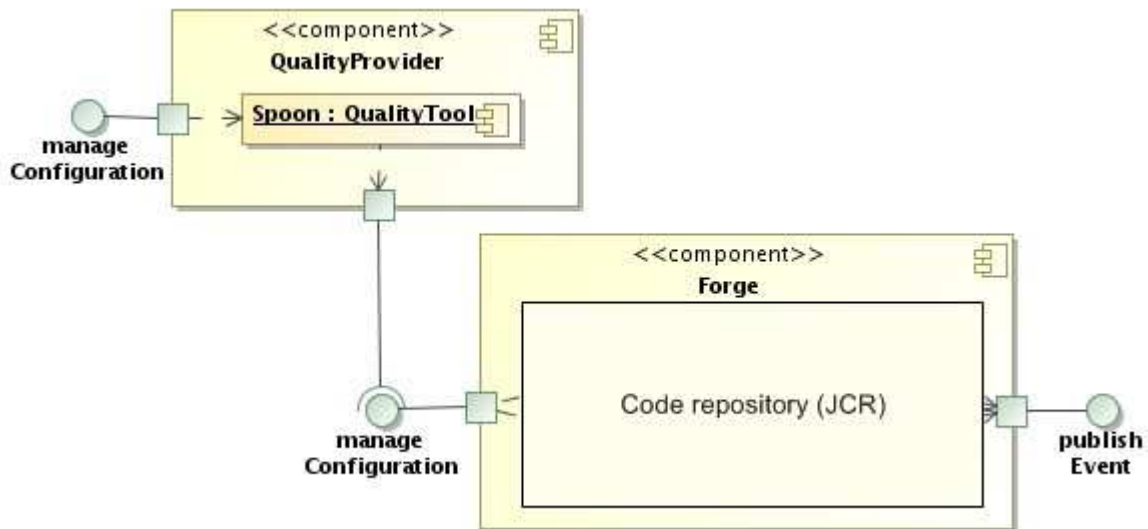 <<component>>
QualityProvider
Spoon : QualityTool
manage
Configuration
<<component>>
Forge
Code repository (JCR)
manage
Configuration
publish
Event